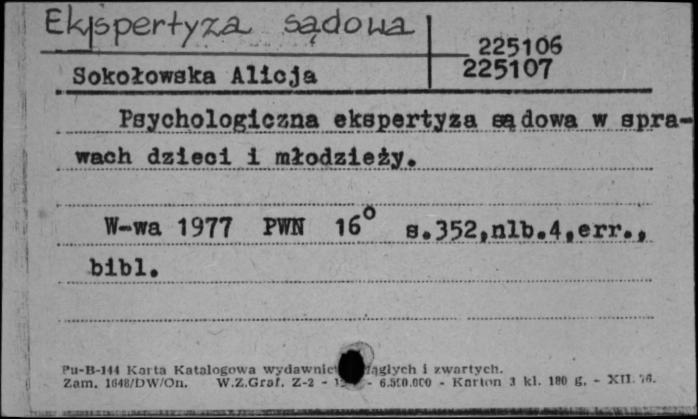 Ekspertyza sądowa
225106
225107
Sokołowska Alicja
Psychologiczna ekspertyza sądowa w spra-
wach dzieci i młodzieży.
W-wa 1977 PWN 16° s.352,nlb.4,err.,
bibl.
Pu-B-144 Karta Katalogowa i zwartych.
Zam. 1648/DW/On. W.Z.Graf. Z-2 - - 6.500.000 - Karton 3 kl. 180 g. - XII. 76.